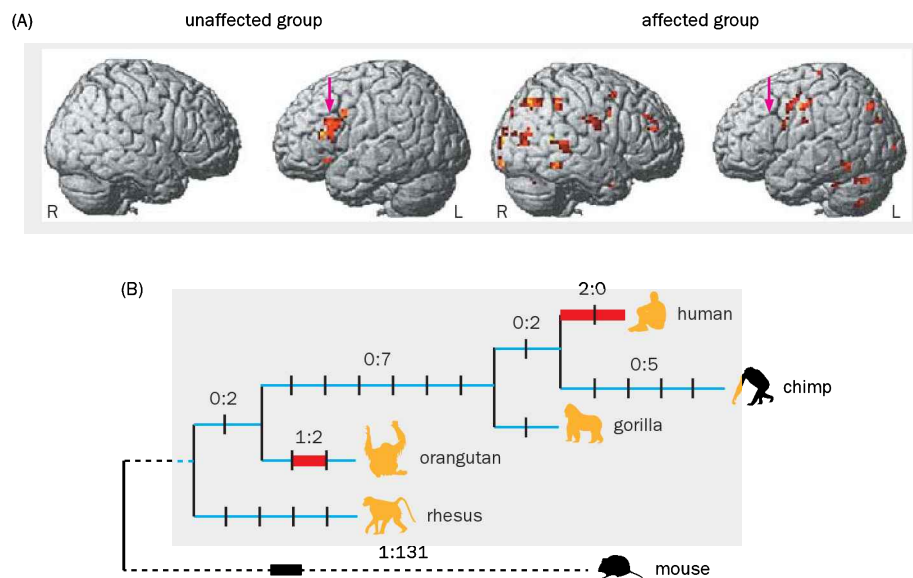 (A)
unaffected group
affected group
R
L
R
L
(B)
2:0
human
0:2
0:7
0:5
chimp
0:2
gorilla
1:2
orangutan
rhesus
1:131
mouse